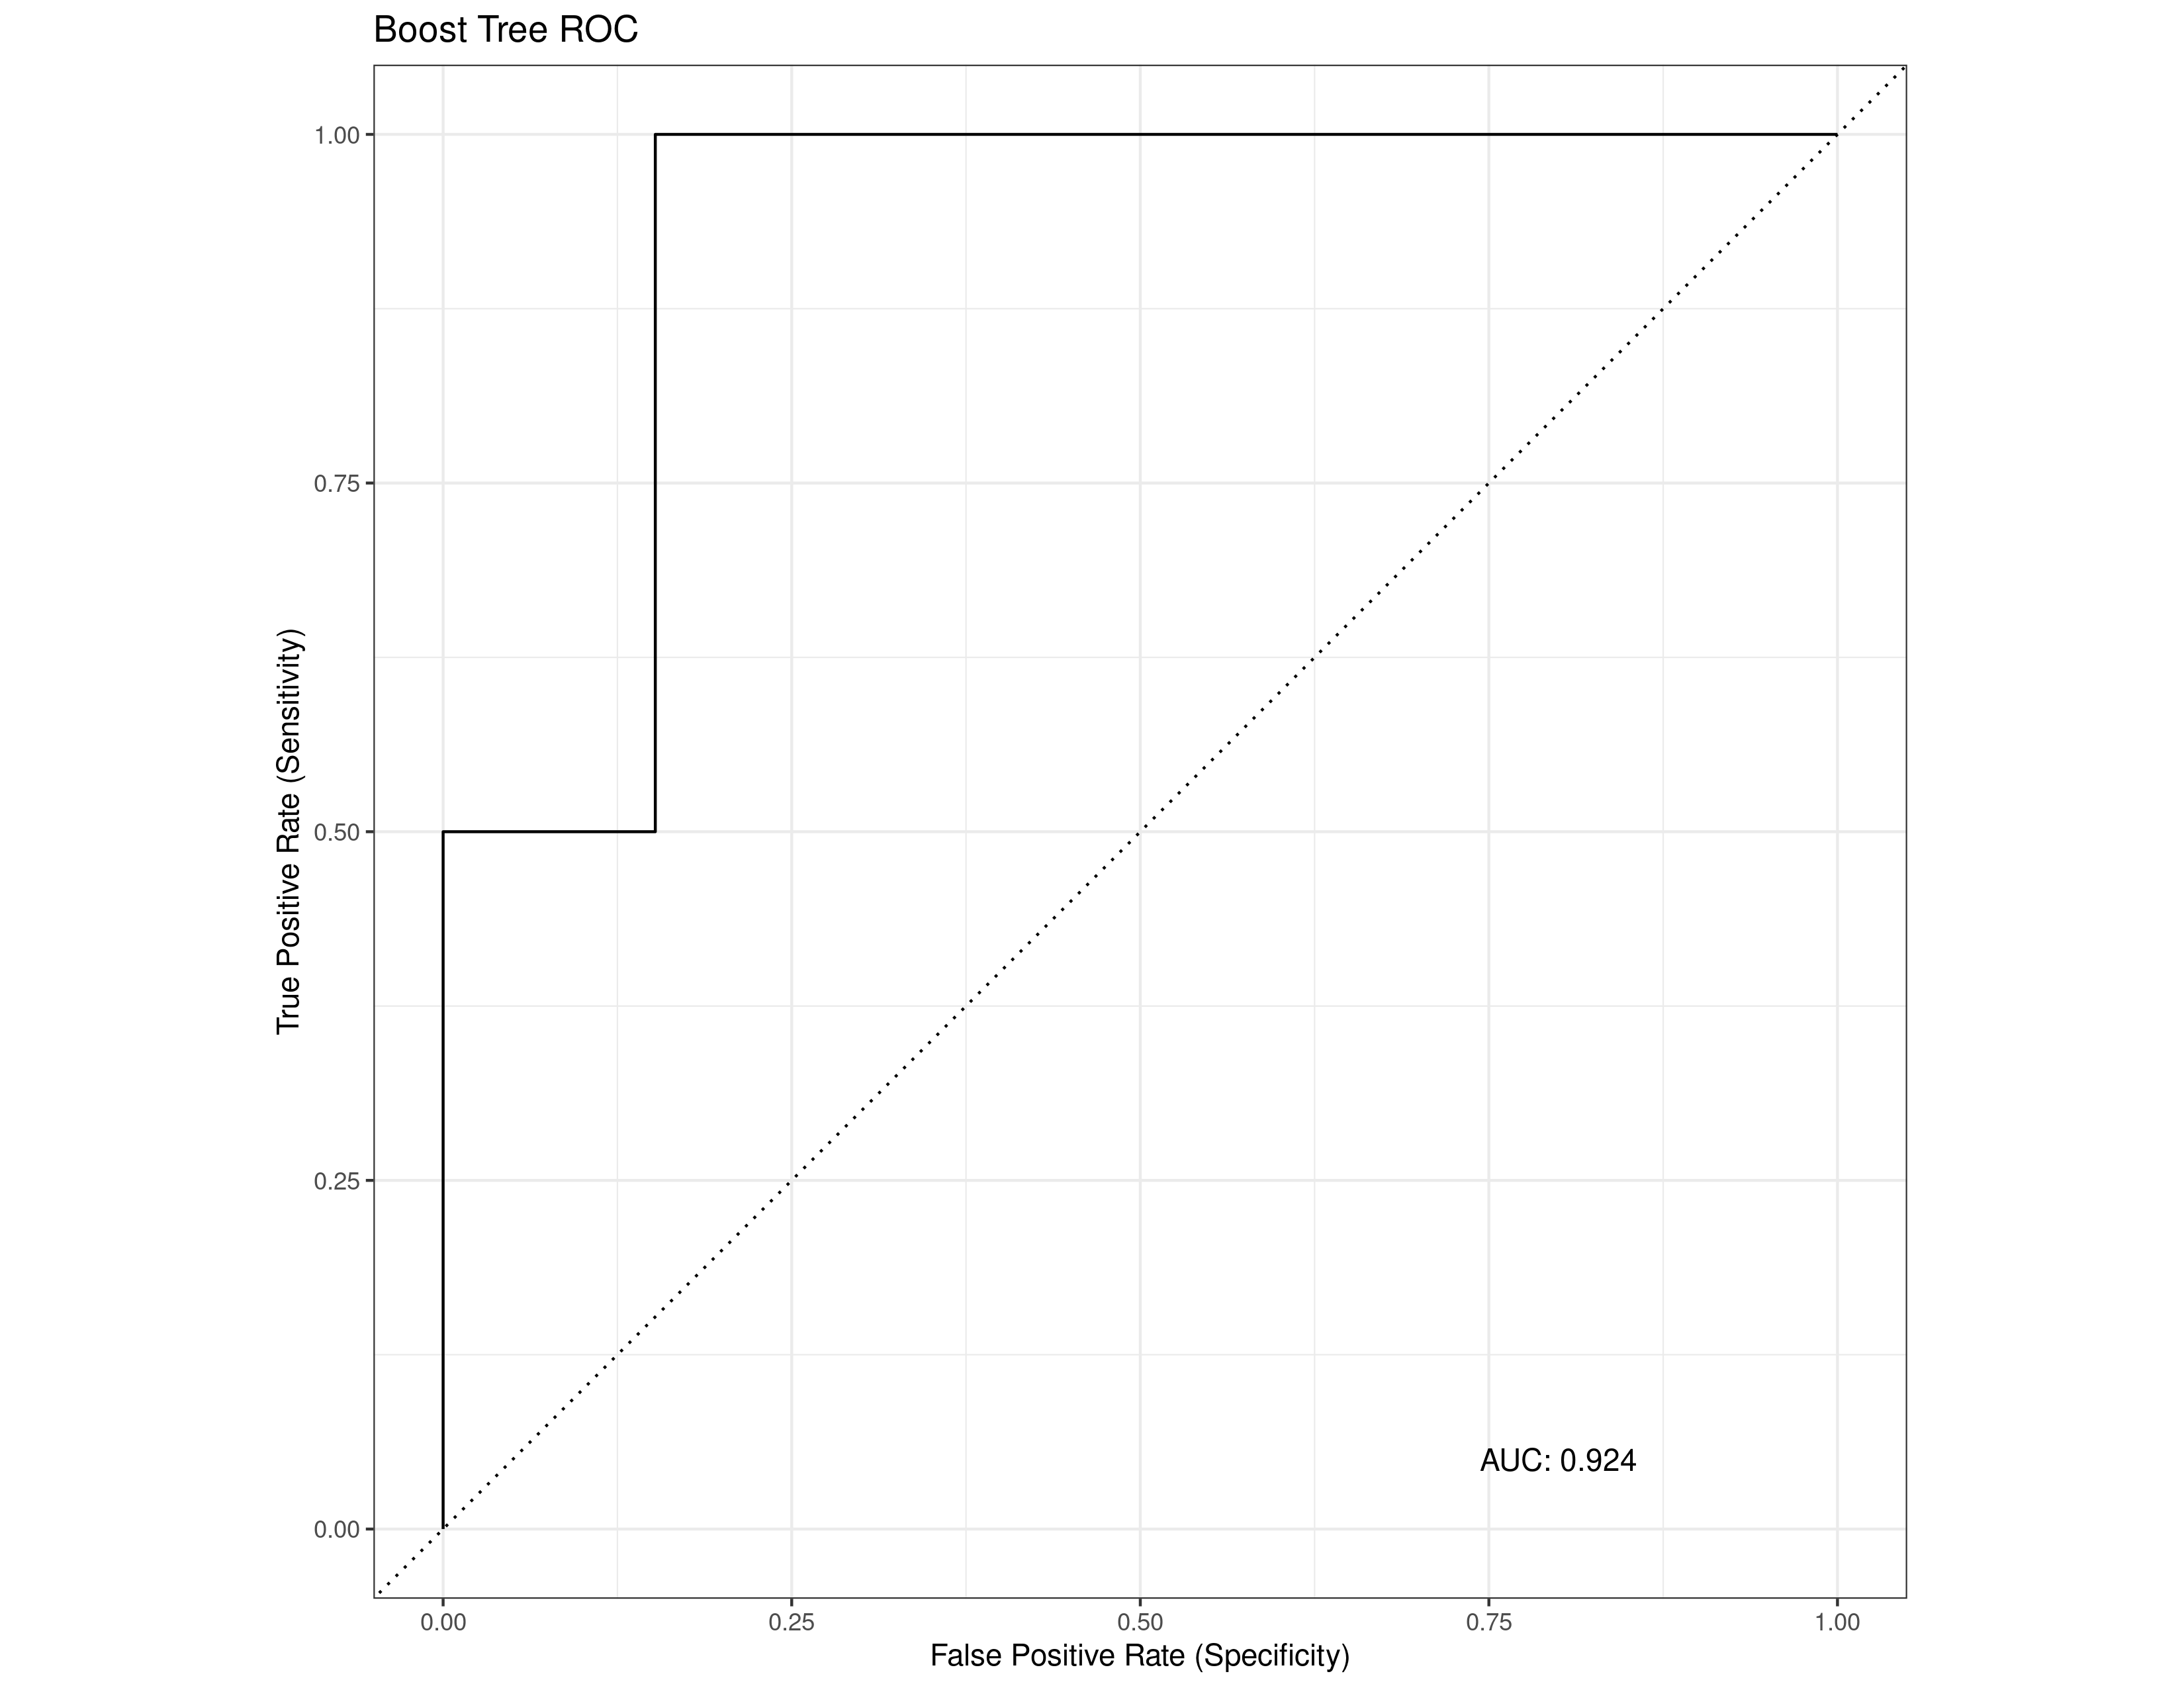 Boost Tree ROC
1.00
0.75
0.50
0.25
0.00
True Positive Rate (Sensitivity)
AUC: 0.924
0.00 0.25 0.50 0.75 1.00
False Positive Rate (Specificity)